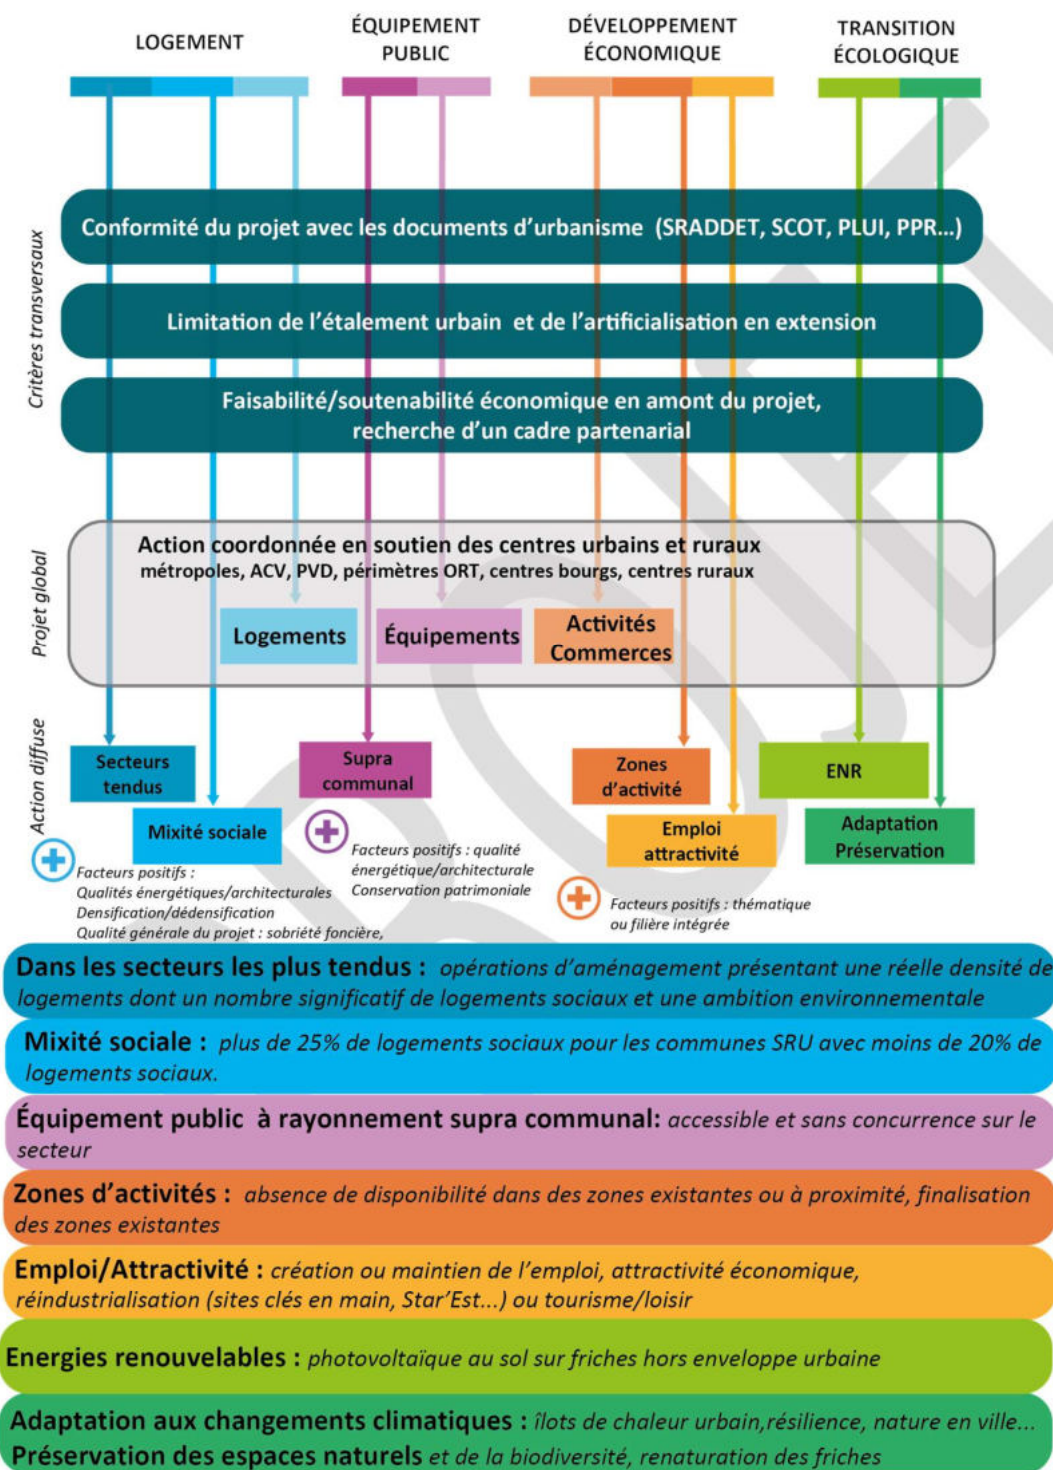 LOGEMENT
ÉQUIPEMENT
PUBLIC
DÉVELOPPEMENT
ÉCONOMIQUE
TRANSITION
ÉCOLOGIQUE
Critères transversaux
Conformité du projet avec les documents d'urbanisme (SRADDET, SCOT, PLUI, PPR...)
Limitation de l'étalement urbain et de l'artificialisation en extension
Faisabilité/soutenabilité économique en amont du projet,
recherche d'un cadre partenarial
Projet global
Action coordonnée en soutien des centres urbains et ruraux
métropoles, ACV, PVD, périmètres ORT, centres bourgs, centres ruraux
Logements
Équipements
Activités
Commerces
Action diffuse
Secteurs
tendus
Mixité sociale
Supra
communal
Zones
d'activité
Emploi
attractivité
ENR
Adaptation
Préservation
Facteurs positifs :
Qualités énergétiques/architecturales
Densification/dédensification
Qualité générale du projet : sobriété foncière,
Facteurs positifs : qualité
énergétique/architecturale
Conservation patrimoniale
Facteurs positifs : thématique
ou filière intégrée
Dans les secteurs les plus tendus : opérations d'aménagement présentant une réelle densité de
logements dont un nombre significatif de logements sociaux et une ambition environnementale
Mixité sociale : plus de 25% de logements sociaux pour les communes SRU avec moins de 20% de
logements sociaux.
Équipement public à rayonnement supra communal: accessible et sans concurrence sur le
secteur
Zones d'activités : absence de disponibilité dans des zones existantes ou à proximité, finalisation
des zones existantes
Emploi/Attractivité : création ou maintien de l'emploi, attractivité économique,
réindustrialisation (sites clés en main, Star'Est...) ou tourisme/loisir
Energies renouvelables : photovoltaïque au sol sur friches hors enveloppe urbaine
Adaptation aux changements climatiques : îlots de chaleur urbain,résilience, nature en ville...
Préservation des espaces naturels et de la biodiversité, renaturation des friches
PROJET